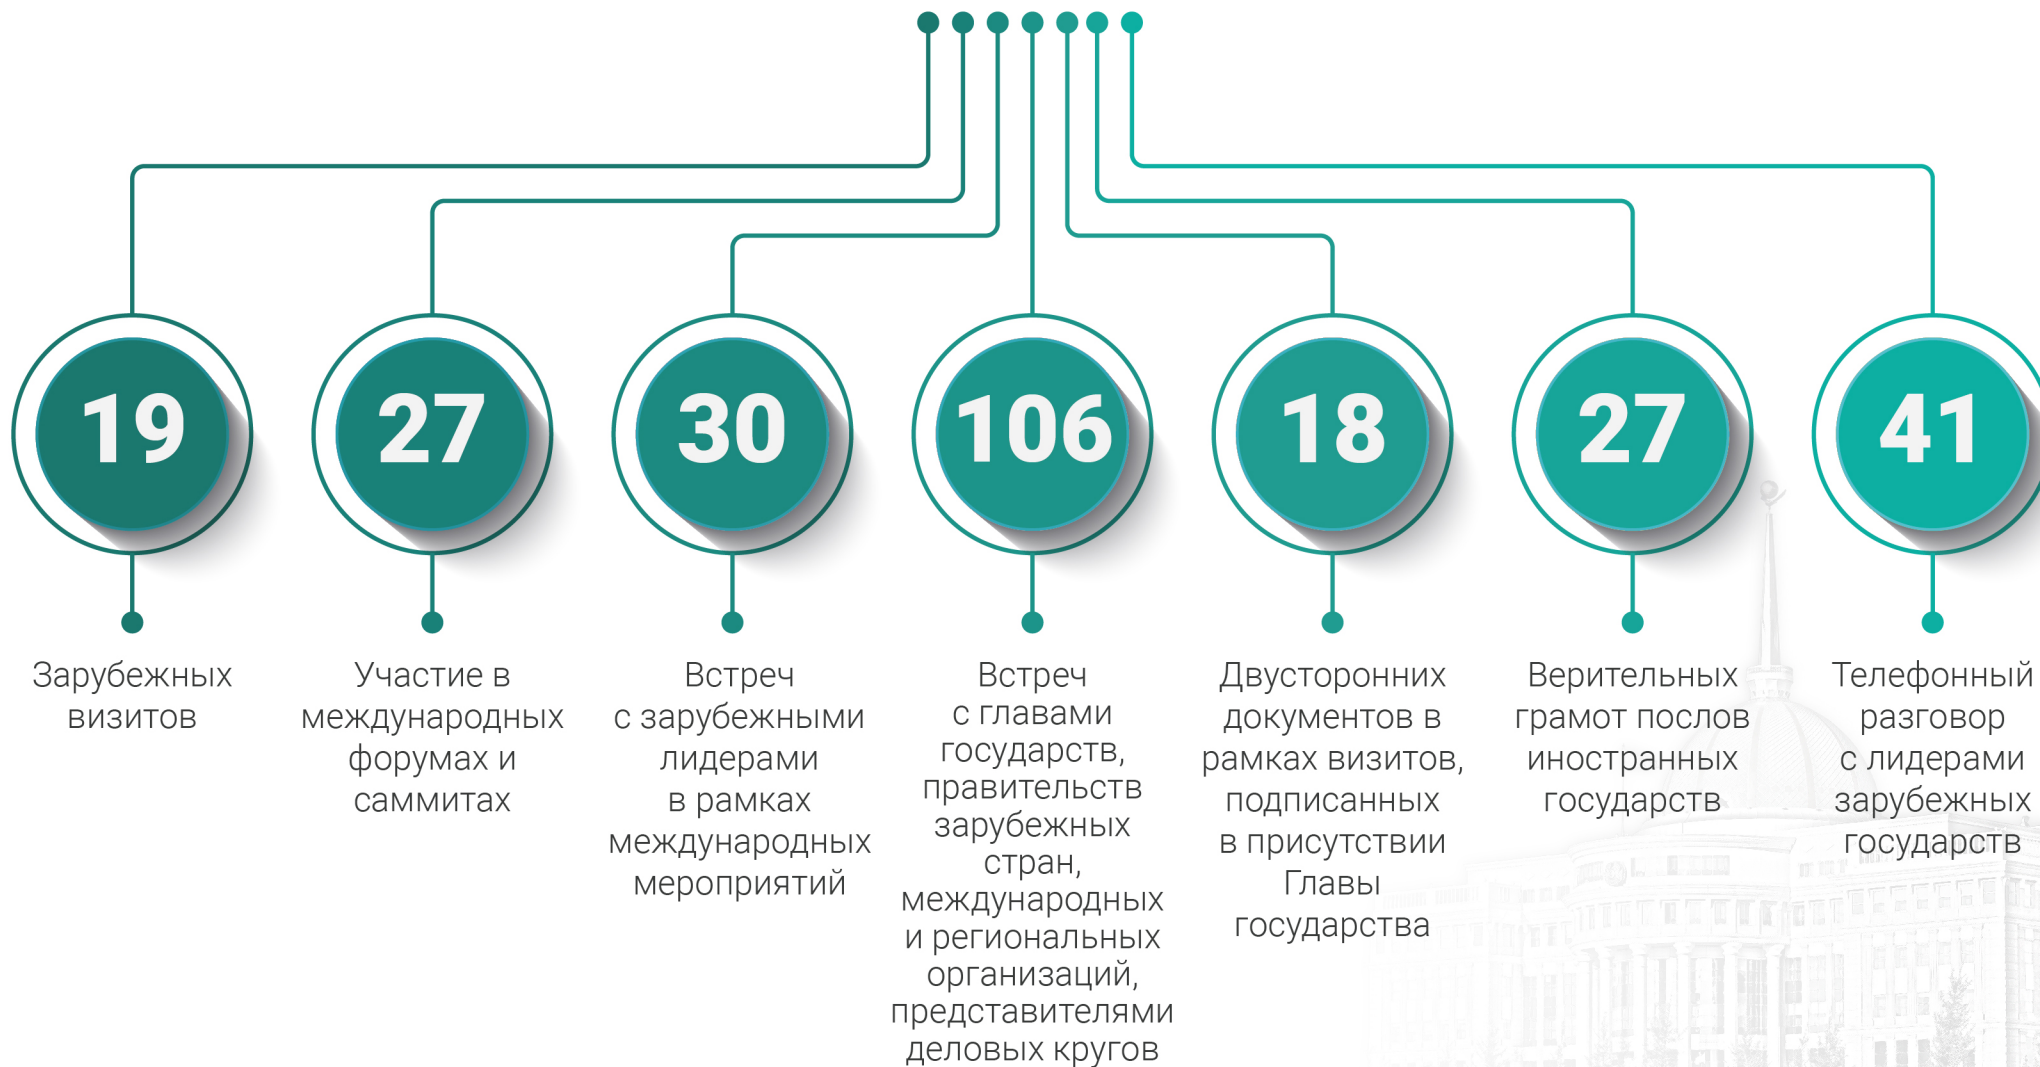 19
Зарубежных
визитов
27
Участие в
международных
форумах и
саммитах
30
Встреч
с зарубежными
лидерами
в рамках
международных
мероприятий
106
Встреч
с главами
государств,
правительств
зарубежных
стран,
международных
и региональных
организаций,
представителями
деловых кругов
18
Двусторонних
документов в
рамках визитов,
подписанных
в присутствии
Главы
государства
27
Верительных
грамот послов
иностранных
государств
41
Телефонный
разговор
с лидерами
зарубежных
государств